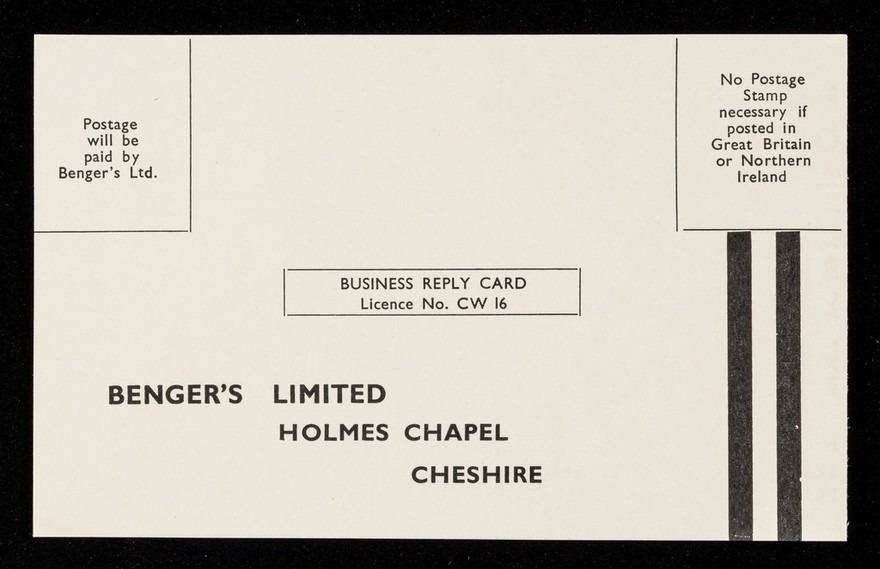 Postage
will be
paid by
Benger's Ltd.
No Postage
Stamp
necessary if
posted in
Great Britain
or Northern
Ireland
BUSINESS REPLY CARD
Licence No. CW 16
BENGER'S LIMITED
HOLMES CHAPEL
CHESHIRE